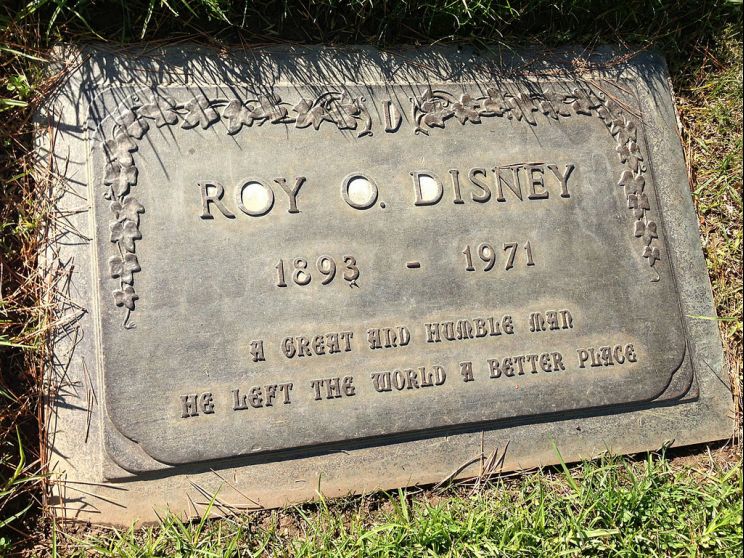 D
ROY O. DISNEY
1893 - 1971
A GREAT AND HUMBLE MAN
HE LEFT THE WORLD A BETTER PLACE